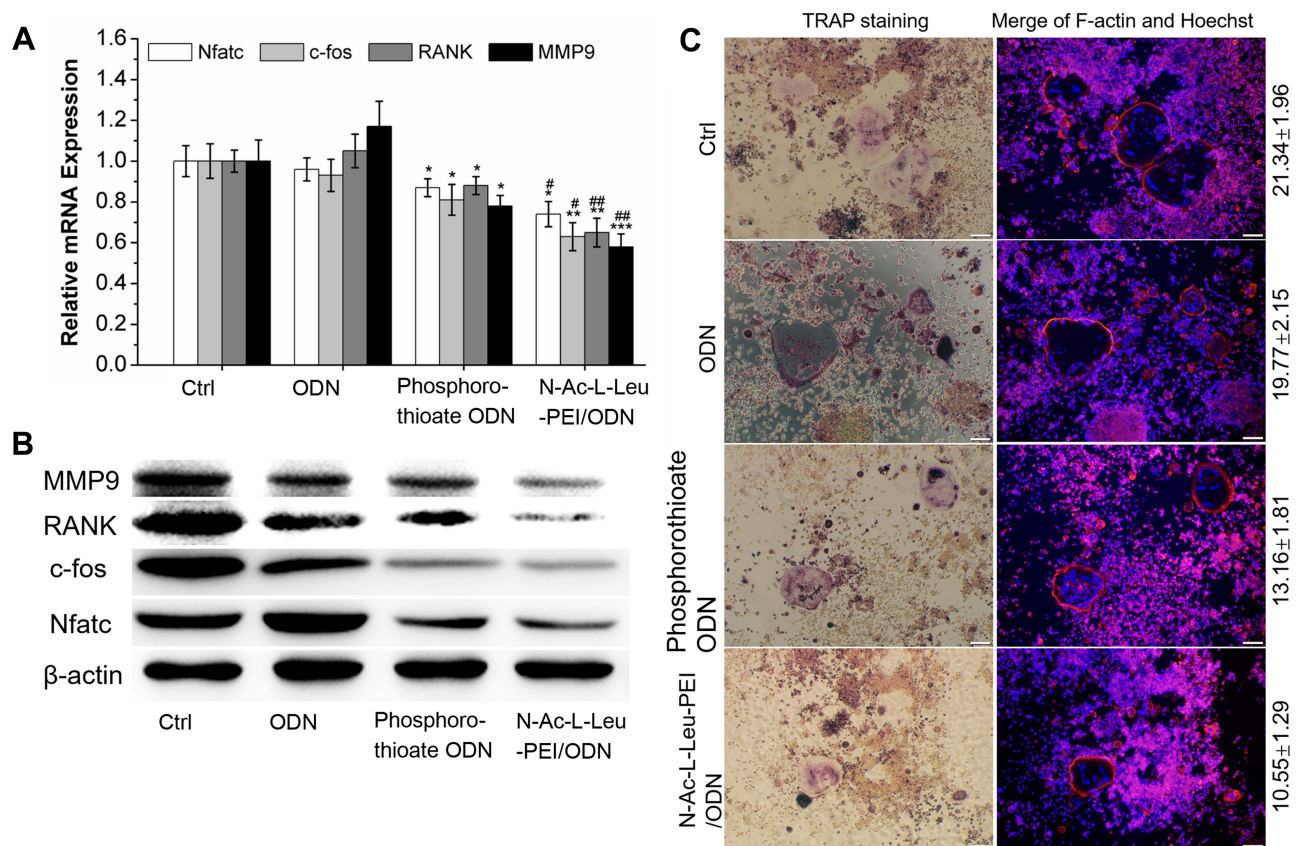 A
Relative mRNA Expression
1.6
1.4
1.2
1.0
0.8
0.6
0.4
0.2
0.0
Nfatc
c-fos
RANK
MMP9
*
*
*
*
#
*
#
**
##
**
##
***
Ctrl
ODN
Phosphoro-
thioate ODN
N-Ac-L-Leu
-PEI/ODN
B
MMP9
RANK
c-fos
Nfatc
β-actin
Ctrl
ODN
Phosphoro-
thioate ODN
N-Ac-L-Leu
-PEI/ODN
C
TRAP staining
Merge of F-actin and Hoechst
Ctrl
21.34±1.96
ODN
19.77±2.15
Phosphorothioate
ODN
13.16±1.81
N-Ac-L-Leu-PEI
/ODN
10.55±1.29